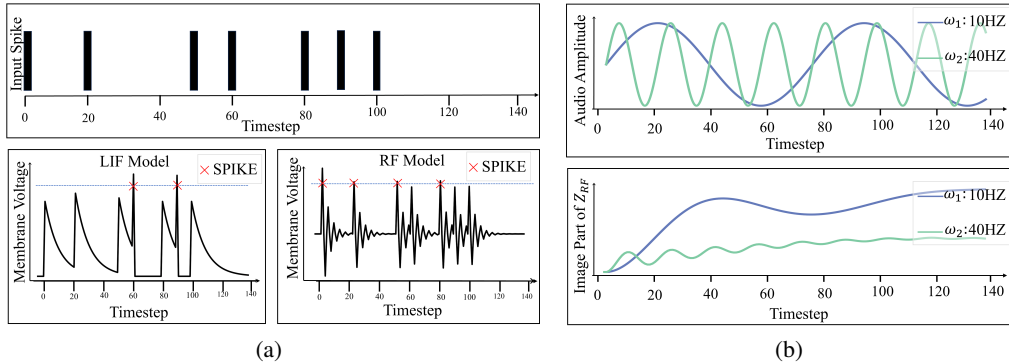 Input Spike
0 20 40 60 80 100 120 140
Timestep
LIF Model
× SPIKE
Membrane Voltage
0 20 40 60 80 100 120 140
Timestep
RF Model
× SPIKE
Membrane Voltage
0 20 40 60 80 100 120 140
Timestep
(a)
ω₁:10HZ
ω₂:40HZ
Audio Amplitude
0 20 40 60 80 100 120 140
Timestep
ω₁:10HZ
ω₂:40HZ
Image Part of Z_RF
0 20 40 60 80 100 120 140
Timestep
(b)